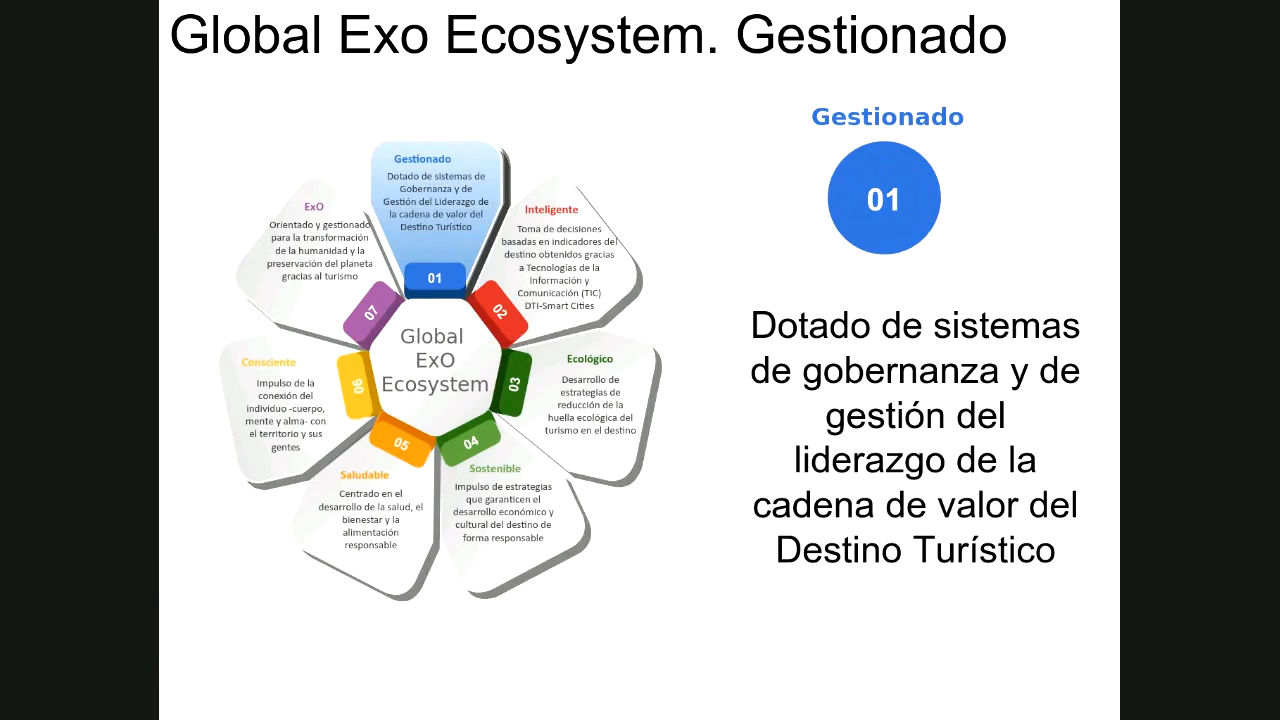 Global Exo Ecosystem. Gestionado
Gestionado
01
Dotado de sistemas
de gobernanza y de
gestión del
liderazgo de la
cadena de valor del
Destino Turístico
Gestionado
Dotado de sistemas de
Gobernanza y de
Gestión del Liderazgo de
la cadena de valor del
Destino Turístico
01
Inteligente
Toma de decisiones
basadas en indicadores del
destino obtenidos gracias
a Tecnologías de la
Información y
Comunicación (TIC)
DTI-Smart Cities
02
Ecológico
Desarrollo de
estrategias de
reducción de la
huella ecológica del
turismo en el destino
03
Sostenible
Impulso de estrategias
que garanticen el
desarrollo económico y
cultural del destino de
forma responsable
04
Saludable
Centrado en el
desarrollo de la salud, el
bienestar y la
alimentación
responsable
05
Consciente
Impulso de la
conexión del
individuo -cuerpo,
mente y alma- con
el territorio y sus
gentes
06
ExO
Orientado y gestionado
para la transformación
de la humanidad y la
preservación del planeta
gracias al turismo
07
Global
ExO
Ecosystem